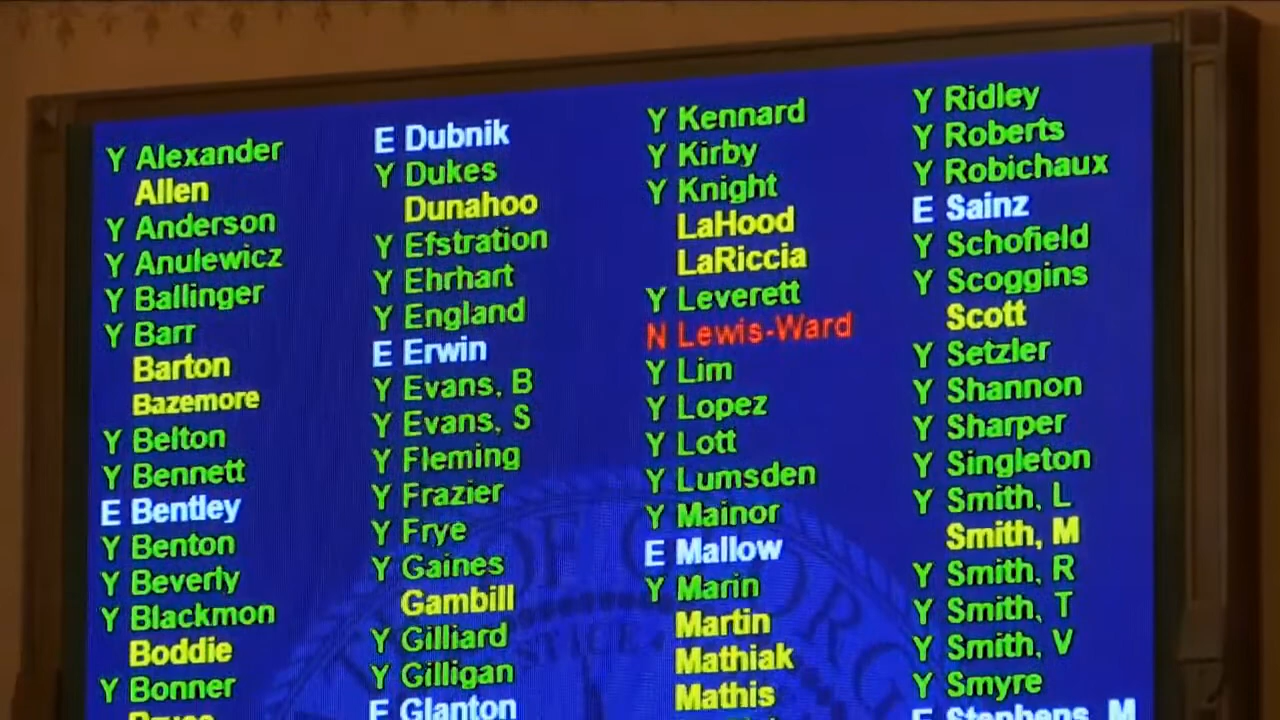 Y Alexander
Allen
Y Anderson
Y Anulewicz
Y Ballinger
Y Barr
Barton
Bazemore
Y Belton
Y Bennett
E Bentley
Y Benton
Y Beverly
Y Blackmon
Boddie
Y Bonner
Bruce
E Dubnik
Y Dukes
Dunahoo
Y Efstration
Y Ehrhart
Y England
E Erwin
Y Evans, B
Y Evans, S
Y Fleming
Y Frazier
Y Frye
Y Gaines
Gambill
Y Gilliard
Y Gilligan
E Glanton
Y Kennard
Y Kirby
Y Knight
LaHood
LaRiccia
Y Leverett
N Lewis-Ward
Y Lim
Y Lopez
Y Lott
Y Lumsden
Y Mainor
E Mallow
Y Marin
Martin
Mathiak
Mathis
Y Ridley
Y Roberts
Y Robichaux
E Sainz
Y Schofield
Y Scoggins
Scott
Y Setzler
Y Shannon
Y Sharper
Y Singleton
Y Smith, L
Smith, M
Y Smith, R
Y Smith, T
Y Smith, V
Y Smyre
E Stephens, M